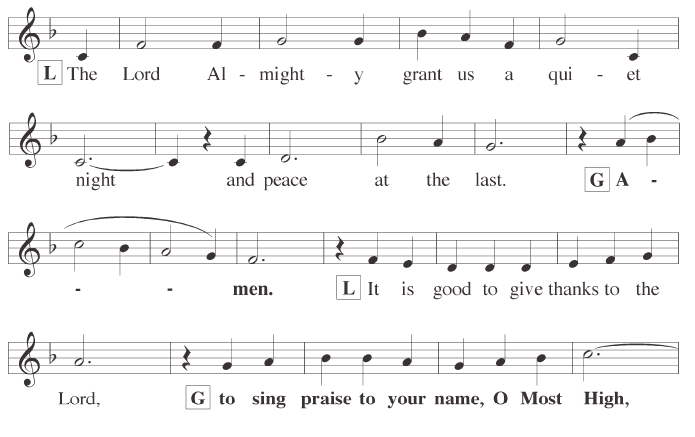 L The Lord Al - might - y grant us a qui - et
night and peace at the last. G A -
- - men. L It is good to give thanks to the
Lord, G to sing praise to your name, O Most High,